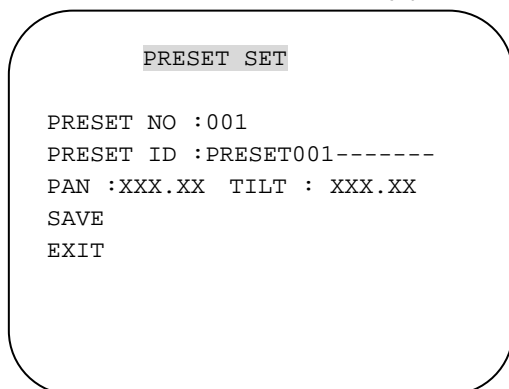 PRESET SET
PRESET NO :001
PRESET ID :PRESET001-------
PAN :XXX.XX TILT : XXX.XX
SAVE
EXIT